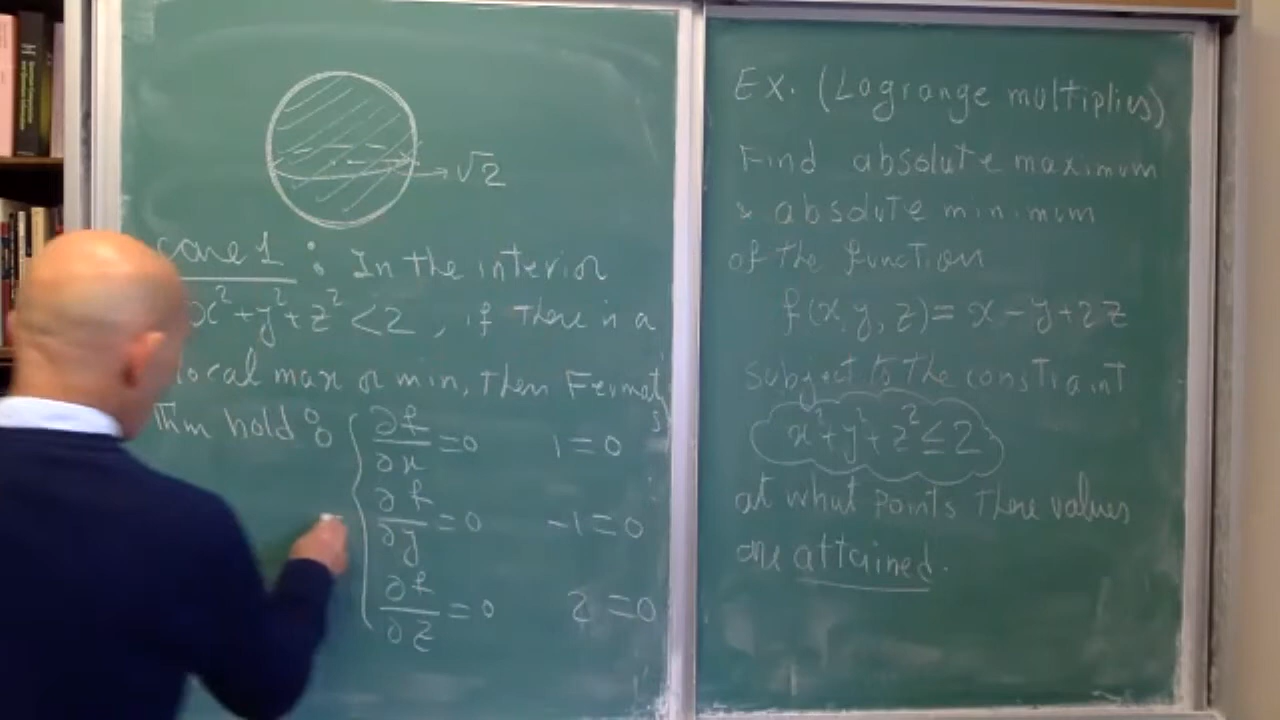 √2
case 1 : In the interior
x²+y²+z² < 2, if there is a
local max or min, then Fermat's
Thm hold :
∂f/∂x = 0 1 = 0
∂f/∂y = 0 -1 = 0
∂f/∂z = 0 2 = 0
EX. (Lagrange multiplies)
Find absolute maximum
& absolute minimum
of the function
f(x, y, z) = x - y + 2z
subject to the constraint
x²+y²+z² ≤ 2
at what points these values
are attained.